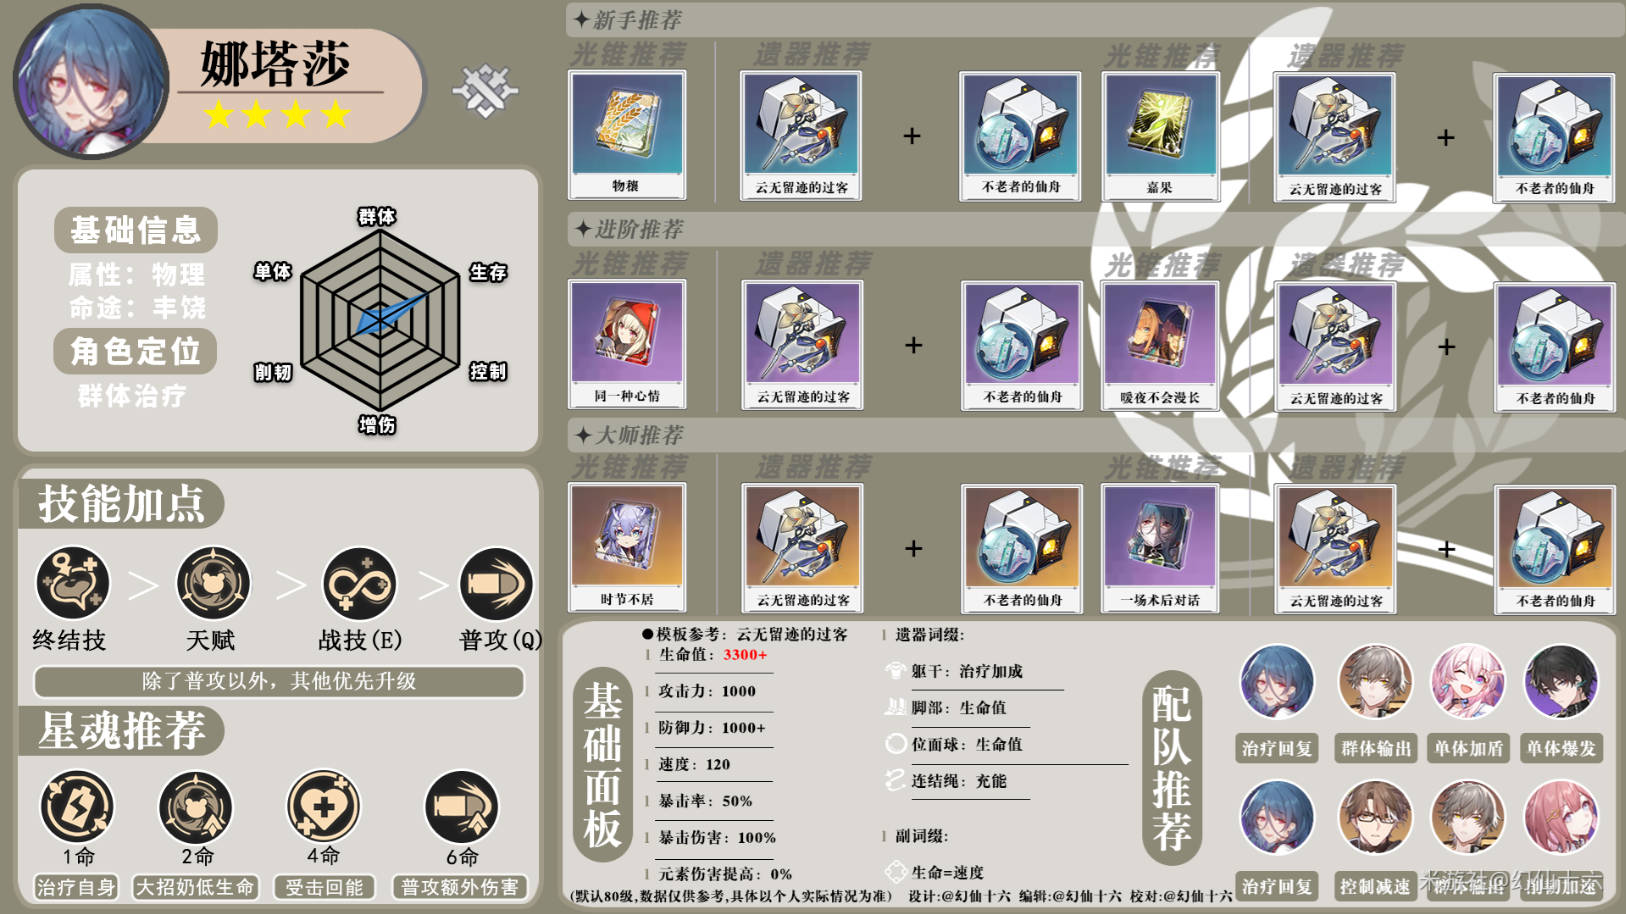 娜塔莎
基础信息
属性：物理
命途：丰饶
角色定位
群体治疗
群体
生存
控制
增伤
削韧
单体
技能加点
终结技
天赋
战技(E)
普攻(Q)
除了普攻以外，其他优先升级
星魂推荐
1命
2命
4命
6命
治疗自身
大招奶低生命
受击回能
普攻额外伤害
新手推荐
光锥推荐 遗器推荐 光锥推荐 遗器推荐
物穰
云无留迹的过客
+
不老者的仙舟
嘉果
云无留迹的过客
+
不老者的仙舟
进阶推荐
光锥推荐 遗器推荐 光锥推荐 遗器推荐
同一种心情
云无留迹的过客
+
不老者的仙舟
暖夜不会漫长
云无留迹的过客
+
不老者的仙舟
大师推荐
光锥推荐 遗器推荐 光锥推荐 遗器推荐
时节不居
云无留迹的过客
+
不老者的仙舟
一场术后对话
云无留迹的过客
+
不老者的仙舟
基础面板
●模板参考：云无留迹的过客
生命值：3300+
攻击力：1000
防御力：1000+
速度：120
暴击率：50%
暴击伤害：100%
元素伤害提高：0%
遗器词缀:
躯干：治疗加成
脚部：生命值
位面球：生命值
连结绳：充能
副词缀:
生命=速度
(默认80级,数据仅供参考,具体以个人实际情况为准) 设计:@幻仙十六 编辑:@幻仙十六 校对:@幻仙十六
配队推荐
治疗回复
群体输出
单体加盾
单体爆发
治疗回复
控制减速
米游社@幻仙十六